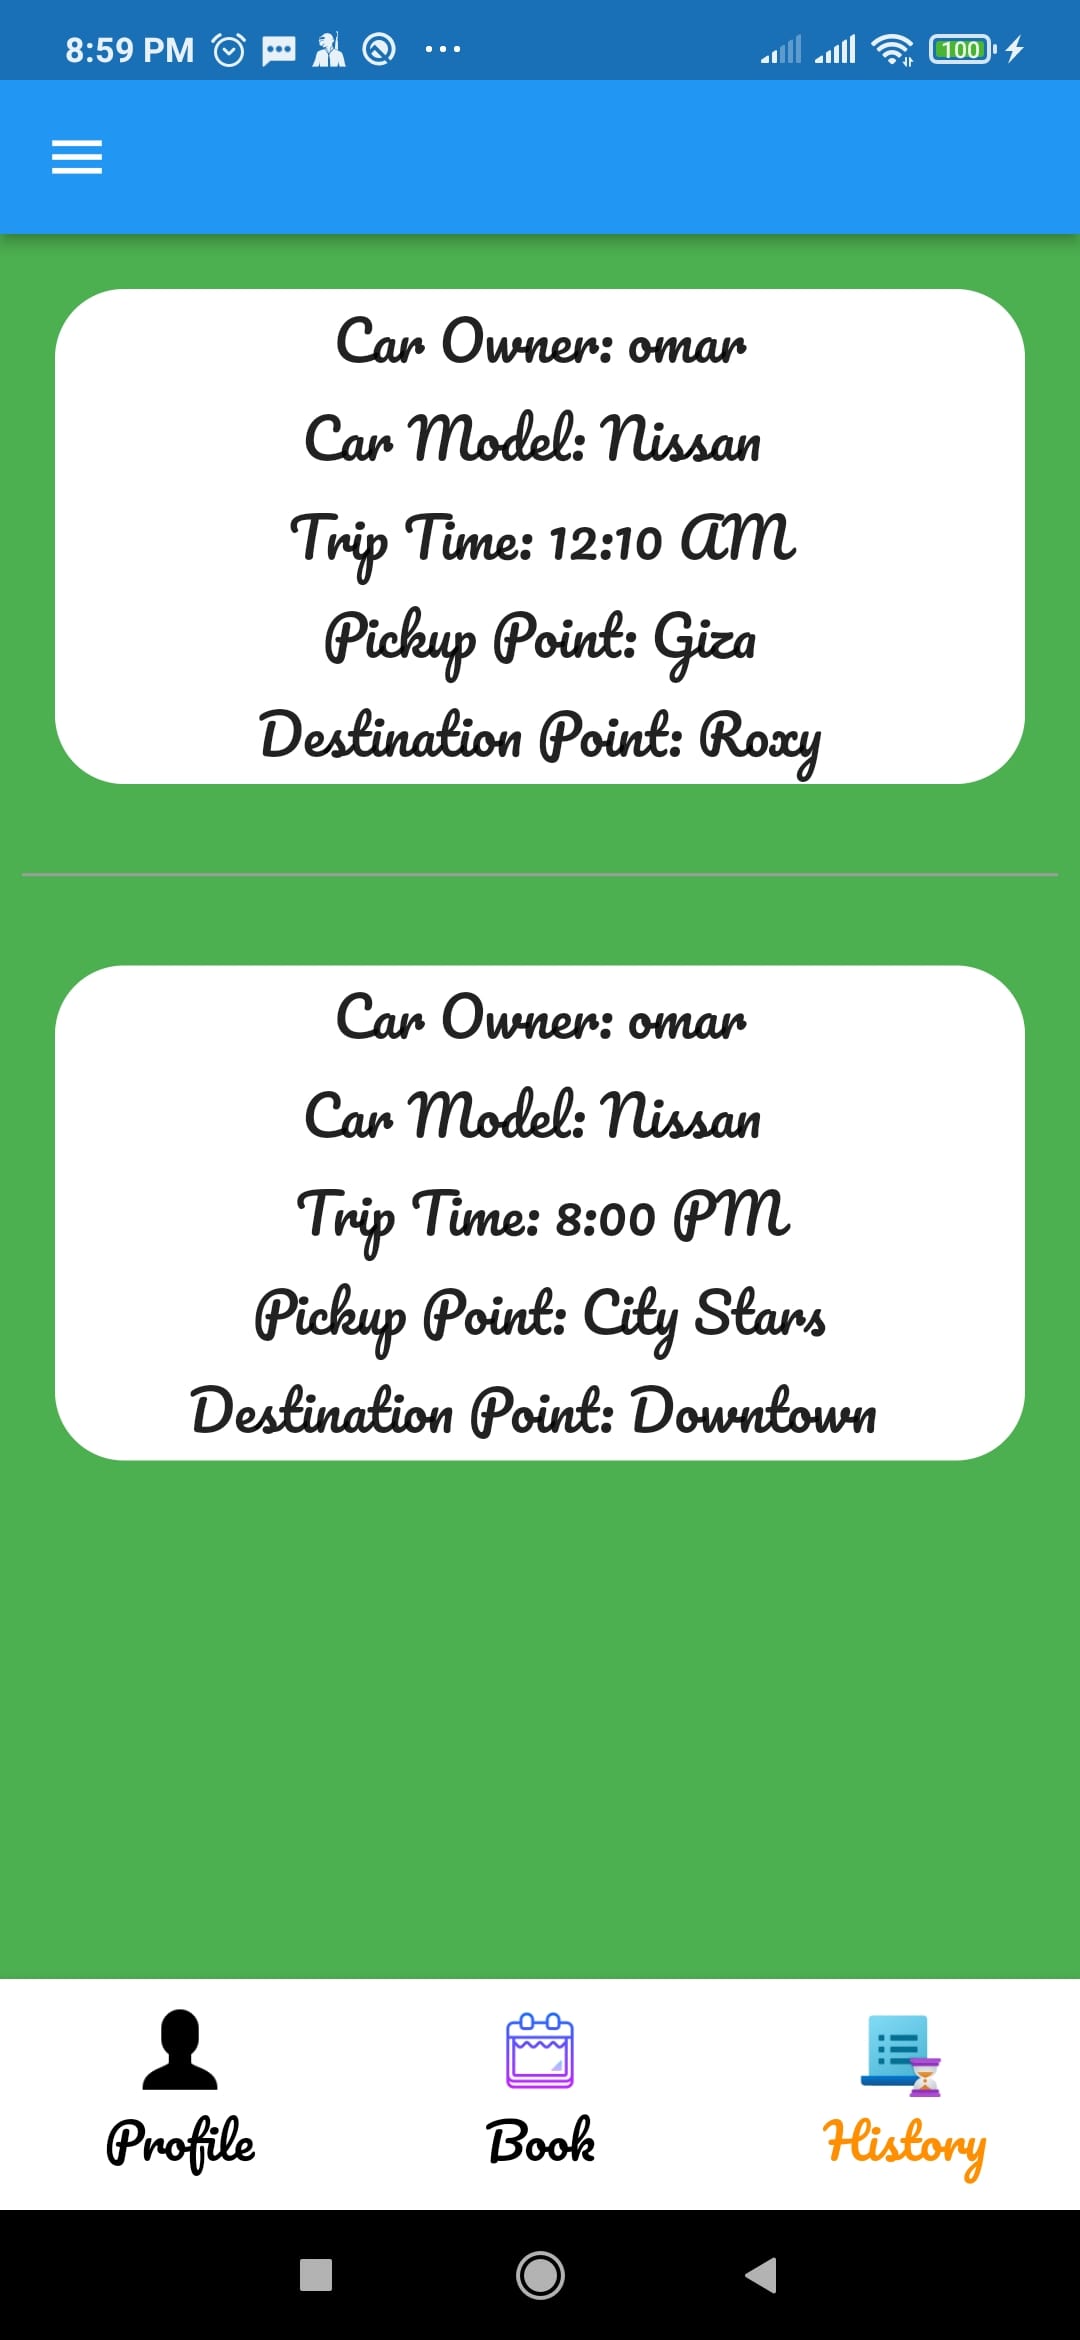 8:59 PM
100
Car Owner: omar
Car Model: Nissan
Trip Time: 12:10 AM
Pickup Point: Giza
Destination Point: Roxy
Car Owner: omar
Car Model: Nissan
Trip Time: 8:00 PM
Pickup Point: City Stars
Destination Point: Downtown
Profile
Book
History